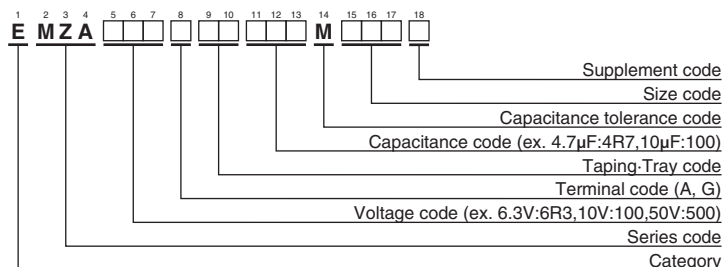 1 2 3 4 5 6 7 8 9 10 11 12 13 14 15 16 17 18
E M Z A M
Supplement code
Size code
Capacitance tolerance code
Capacitance code (ex. 4.7μF:4R7,10μF:100)
Taping·Tray code
Terminal code (A, G)
Voltage code (ex. 6.3V:6R3,10V:100,50V:500)
Series code
Category